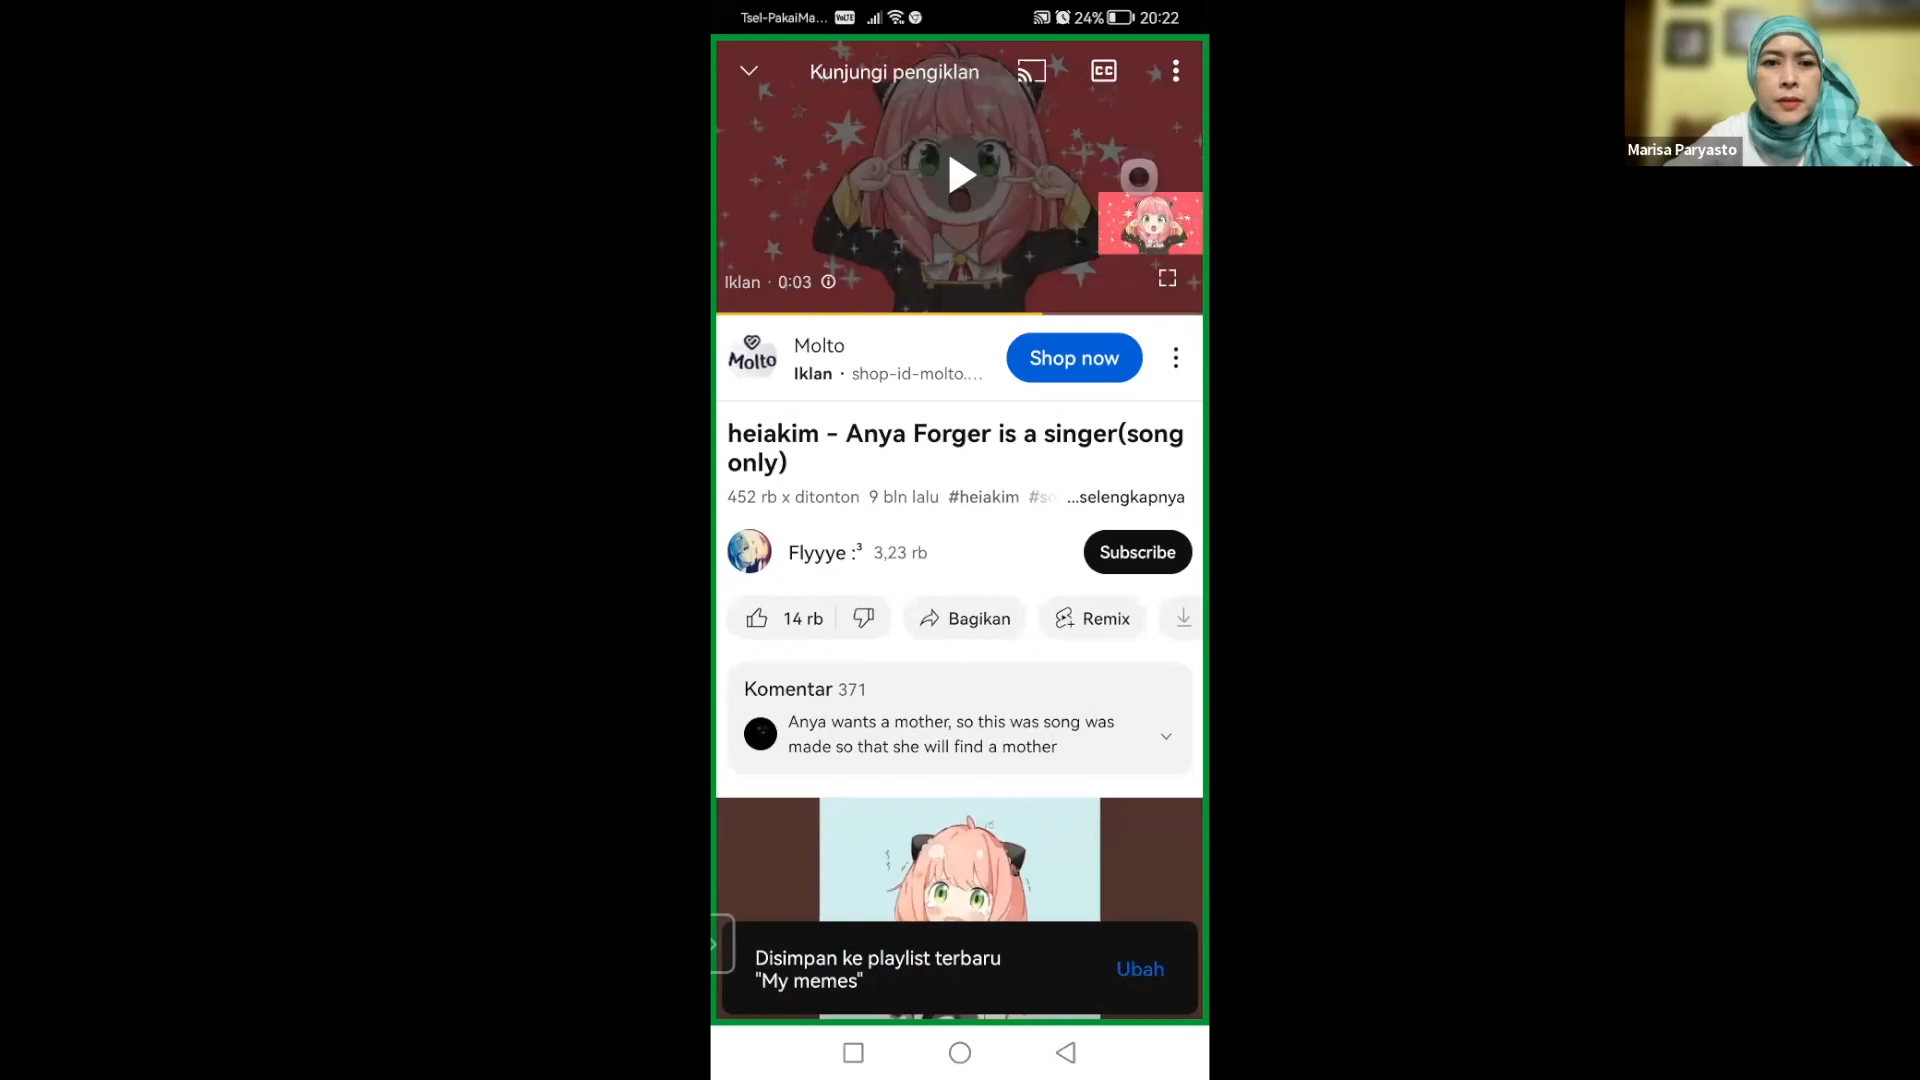 Tsel-PakaiMa... VoLTE 24% 20:22
Kunjungi pengiklan CC
Iklan · 0:03
Molto
Molto
Iklan · shop-id-molto....
Shop now
heiakim - Anya Forger is a singer(song
only)
452 rb x ditonton 9 bln lalu #heiakim #so ...selengkapnya
Flyyye :³ 3,23 rb Subscribe
14 rb Bagikan Remix
Komentar 371
Anya wants a mother, so this was song was
made so that she will find a mother
Disimpan ke playlist terbaru
"My memes"
Ubah
Marisa Paryasto